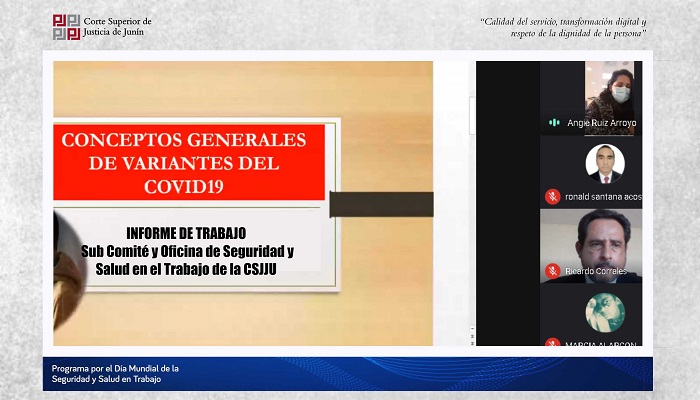 Corte Superior de
Justicia de Junín
“Calidad del servicio, transformación digital y
respeto de la dignidad de la persona”
CONCEPTOS GENERALES
DE VARIANTES DEL
COVID19
INFORME DE TRABAJO
Sub Comité y Oficina de Seguridad y
Salud en el Trabajo de la CSJJU
Angie Ruiz Arroyo
ronald santana acos
Ricardo Correles
MARCIA ALARCON
Programa por el Día Mundial de la
Seguridad y Salud en Trabajo